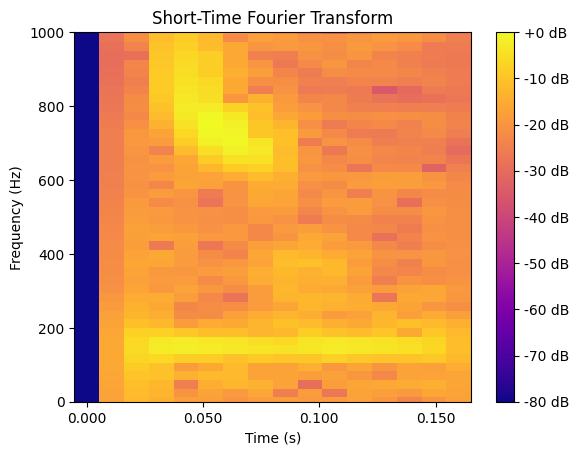 Short-Time Fourier Transform
1000
800
600
400
200
0
Frequency (Hz)
0.000
0.050
0.100
0.150
Time (s)
+0 dB
-10 dB
-20 dB
-30 dB
-40 dB
-50 dB
-60 dB
-70 dB
-80 dB